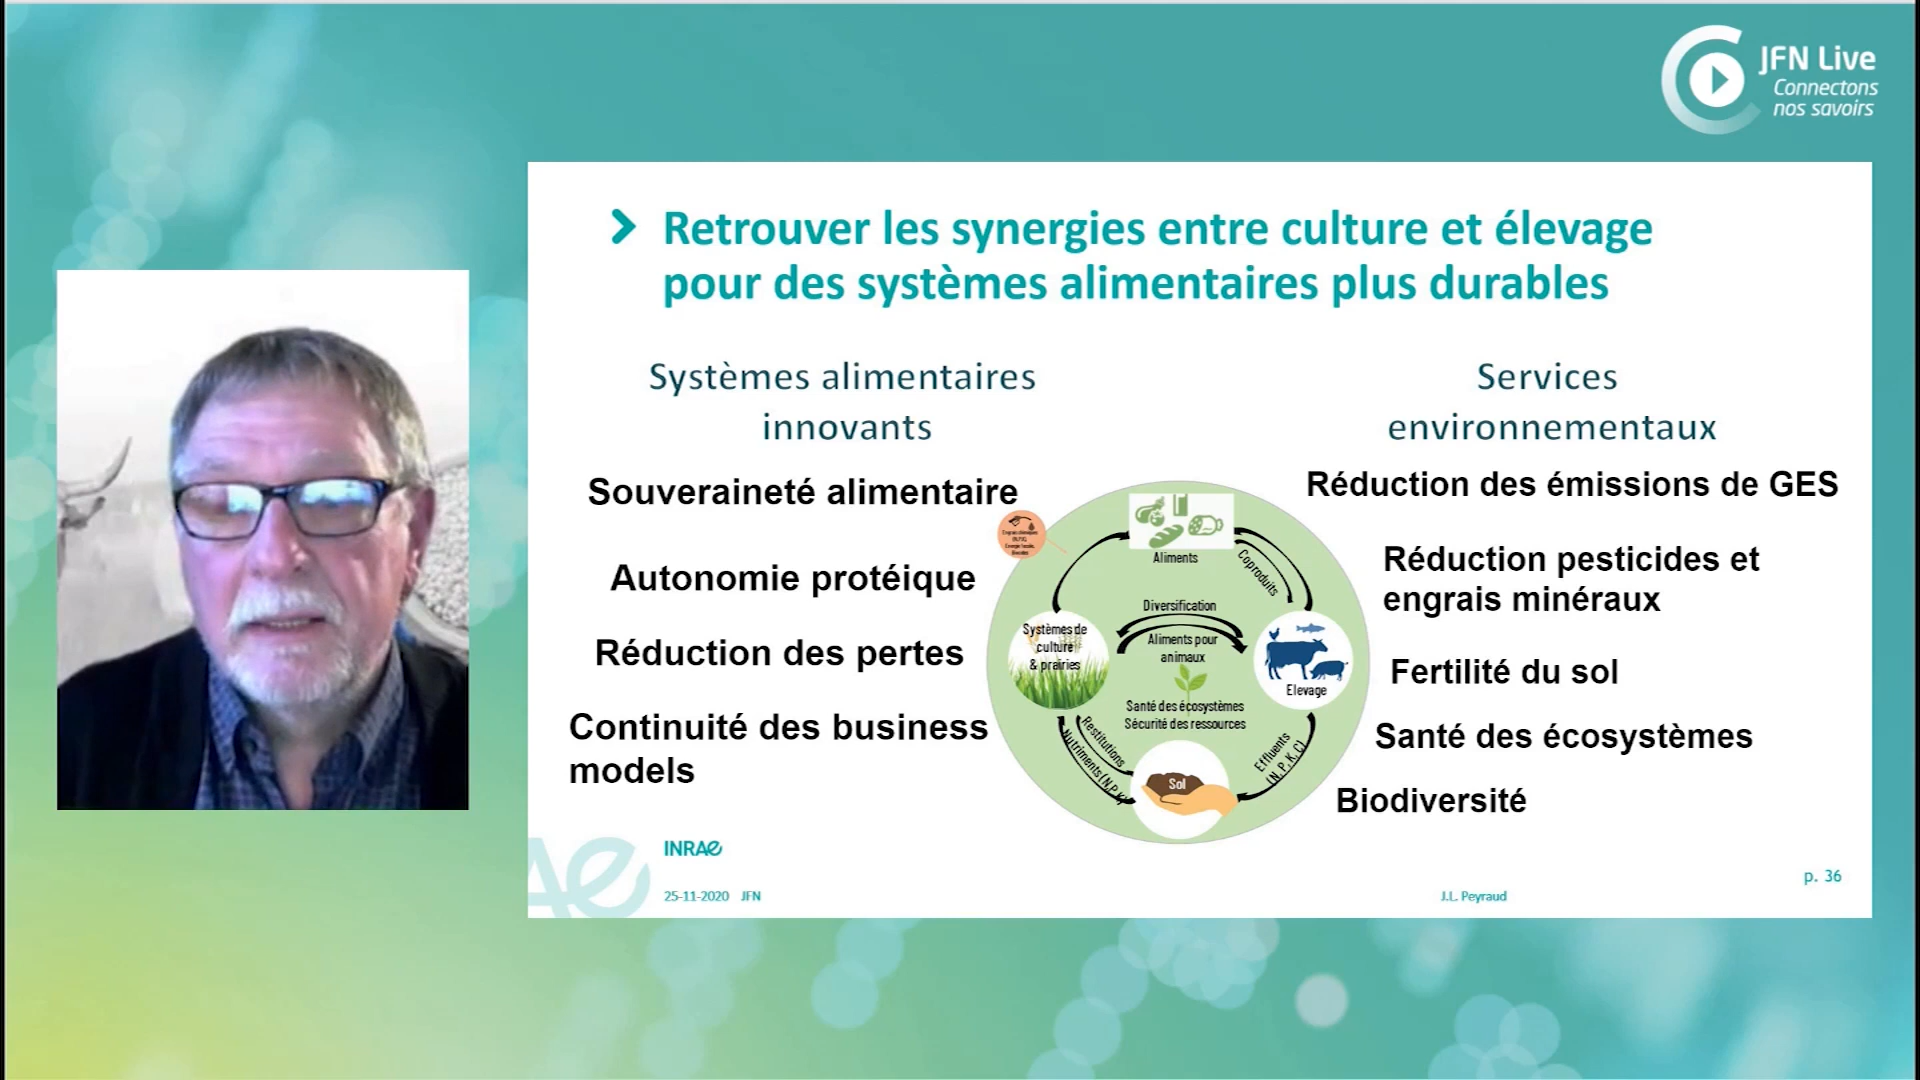 JFN Live
Connectons
nos savoirs
Retrouver les synergies entre culture et élevage
pour des systèmes alimentaires plus durables
Systèmes alimentaires
innovants
Souveraineté alimentaire
Autonomie protéique
Réduction des pertes
Continuité des business
models
Aliments
Coproduits
Diversification
Aliments pour
animaux
Systèmes de
culture
& prairies
Elevage
Santé des écosystèmes
Sécurité des ressources
Restitutions
Nutriments (N,P,K)
Effluents
(N, P, K, C)
Sol
Services
environnementaux
Réduction des émissions de GES
Réduction pesticides et
engrais minéraux
Fertilité du sol
Santé des écosystèmes
Biodiversité
INRAE
25-11-2020 JFN
J.L. Peyraud
p. 36